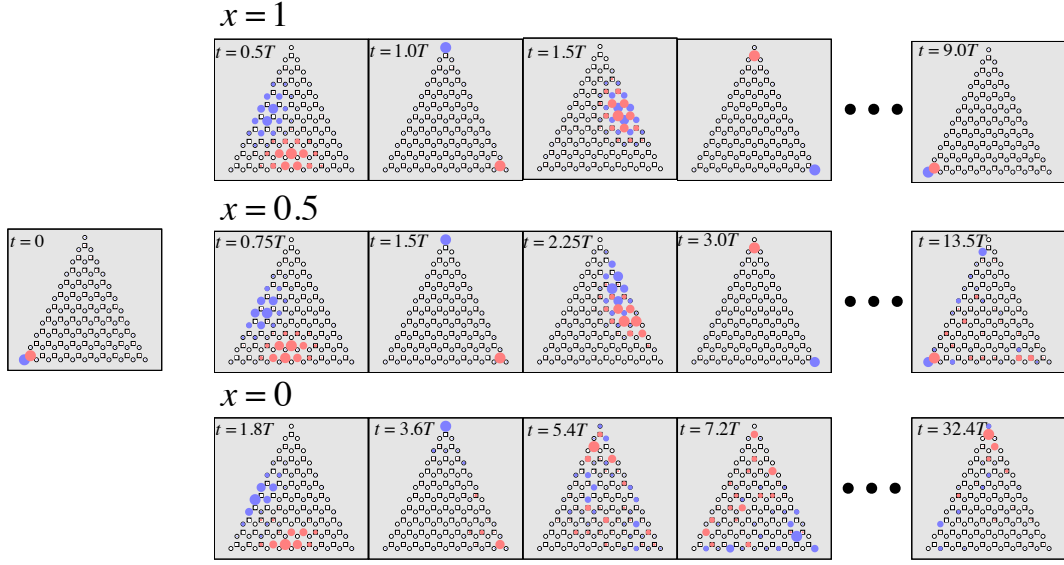 x = 1
t = 0.5T
t = 1.0T
t = 1.5T
t = 9.0T
x = 0.5
t = 0
t = 0.75T
t = 1.5T
t = 2.25T
t = 3.0T
t = 13.5T
x = 0
t = 1.8T
t = 3.6T
t = 5.4T
t = 7.2T
t = 32.4T